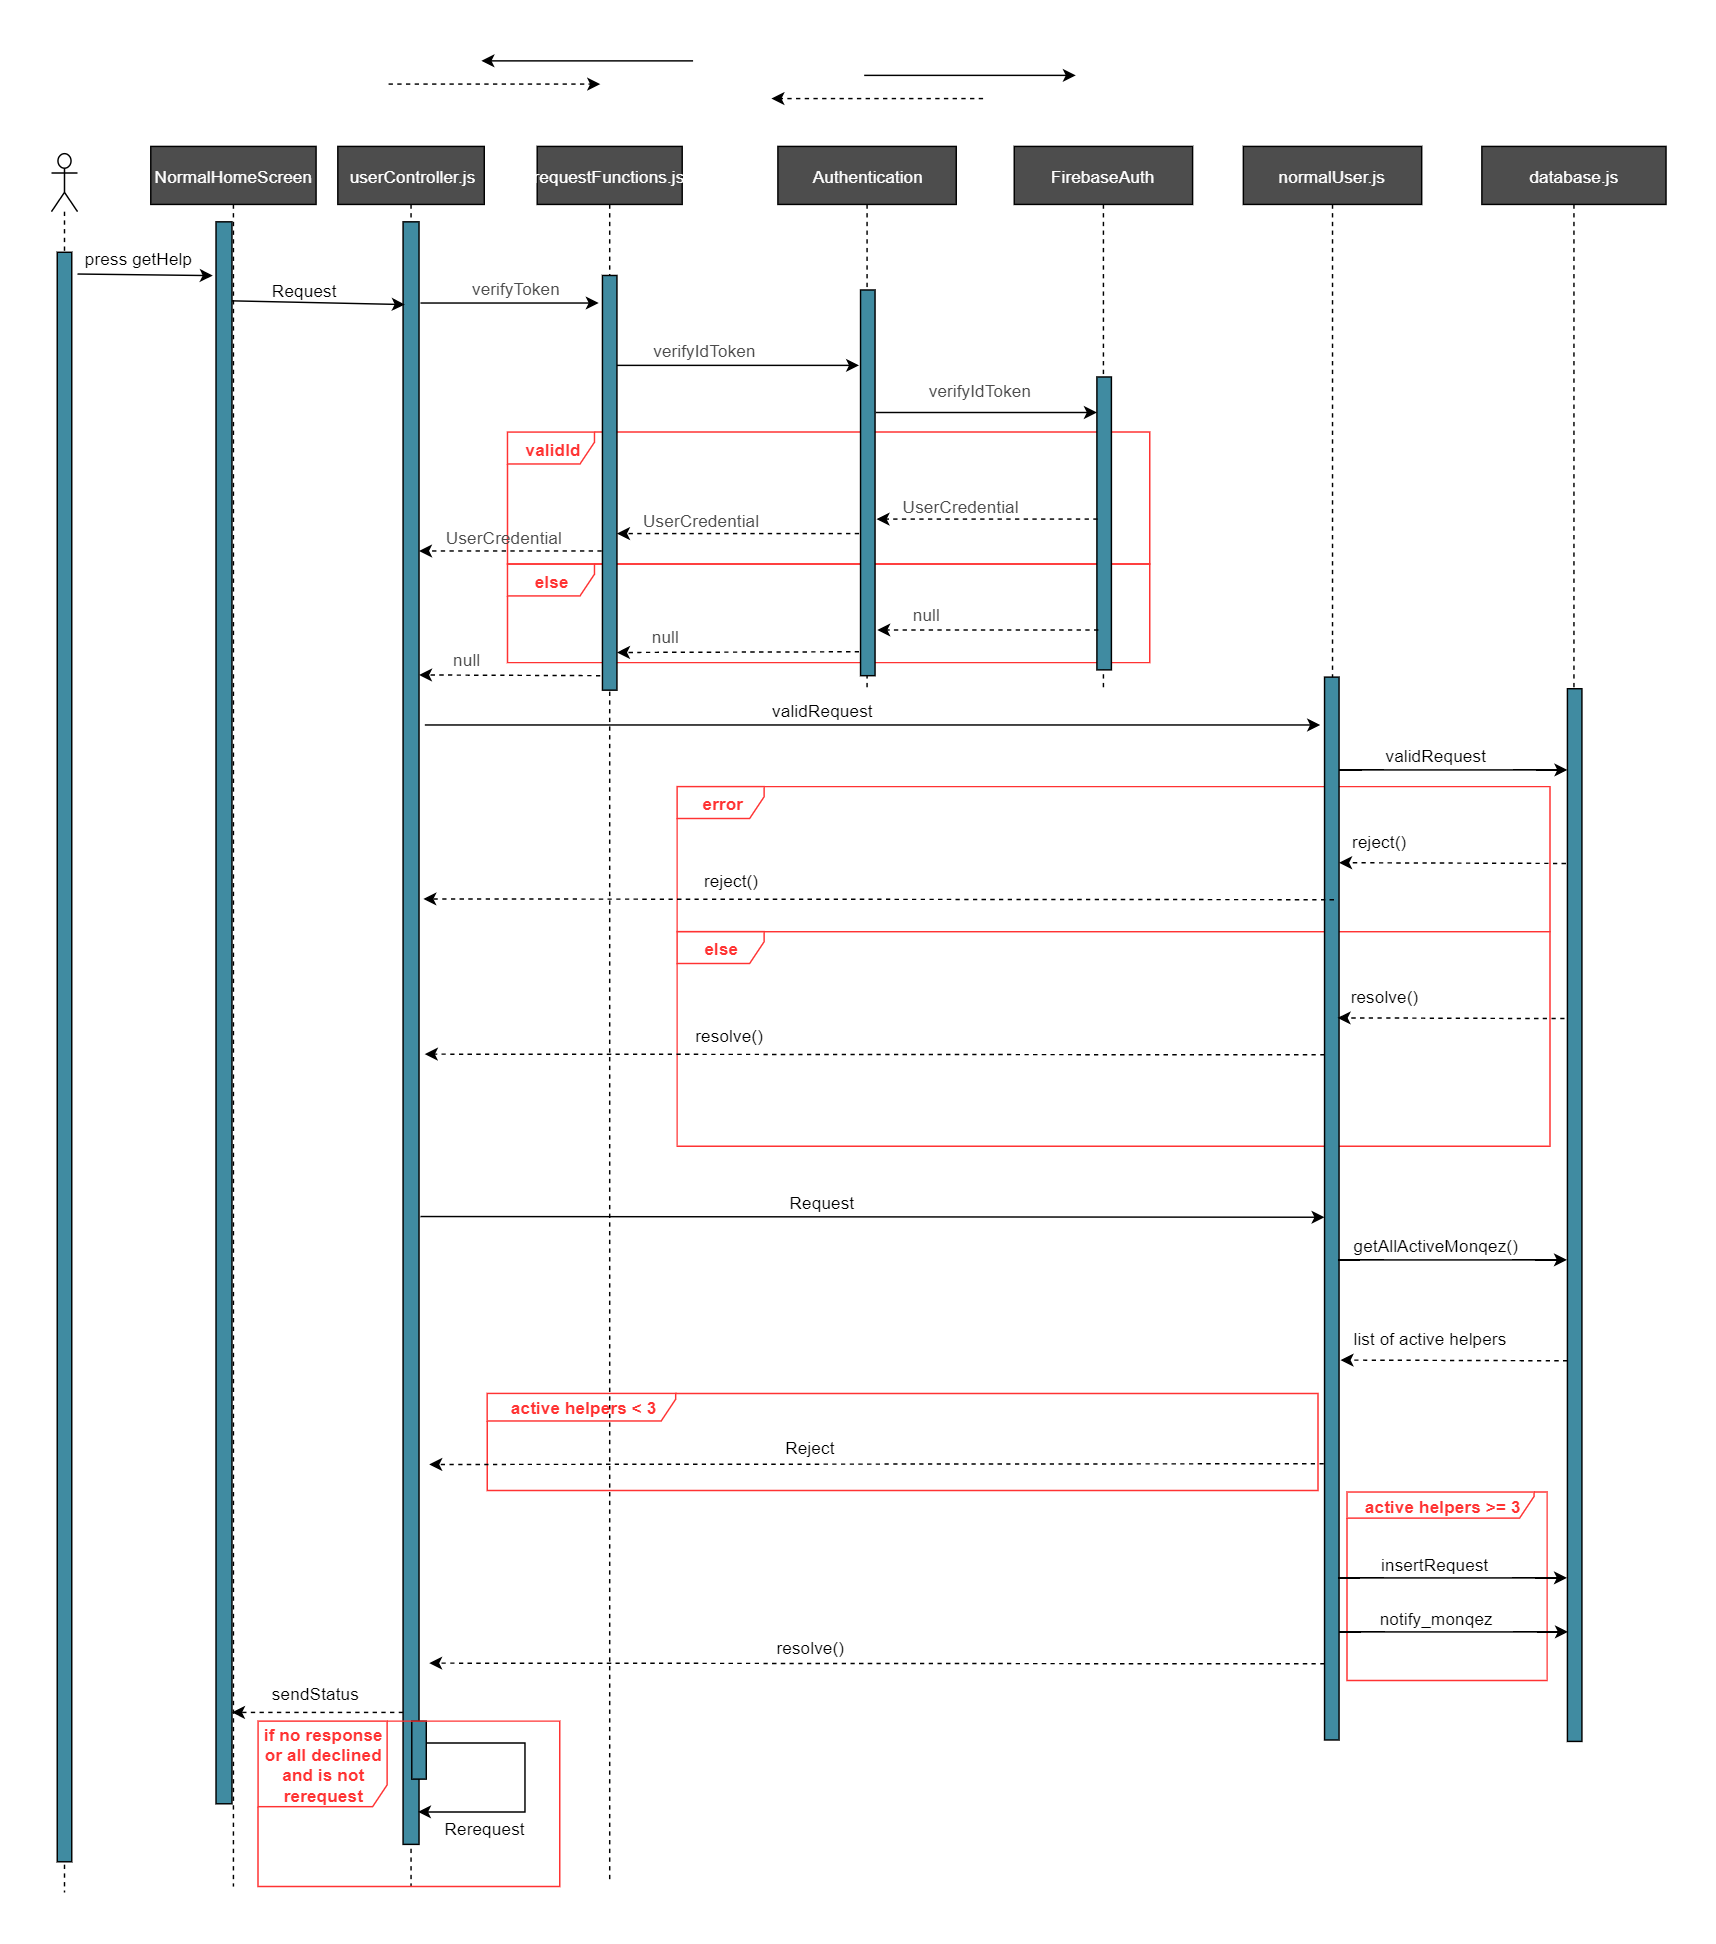 NormalHomeScreen
userController.js
requestFunctions.js
Authentication
FirebaseAuth
normalUser.js
database.js
press getHelp
Request
verifyToken
verifyIdToken
verifyIdToken
validId
UserCredential
UserCredential
UserCredential
else
null
null
null
validRequest
validRequest
error
reject()
reject()
else
resolve()
resolve()
Request
getAllActiveMonqez()
list of active helpers
active helpers < 3
Reject
active helpers >= 3
insertRequest
notify_monqez
resolve()
sendStatus
if no response
or all declined
and is not
rerequest
Rerequest